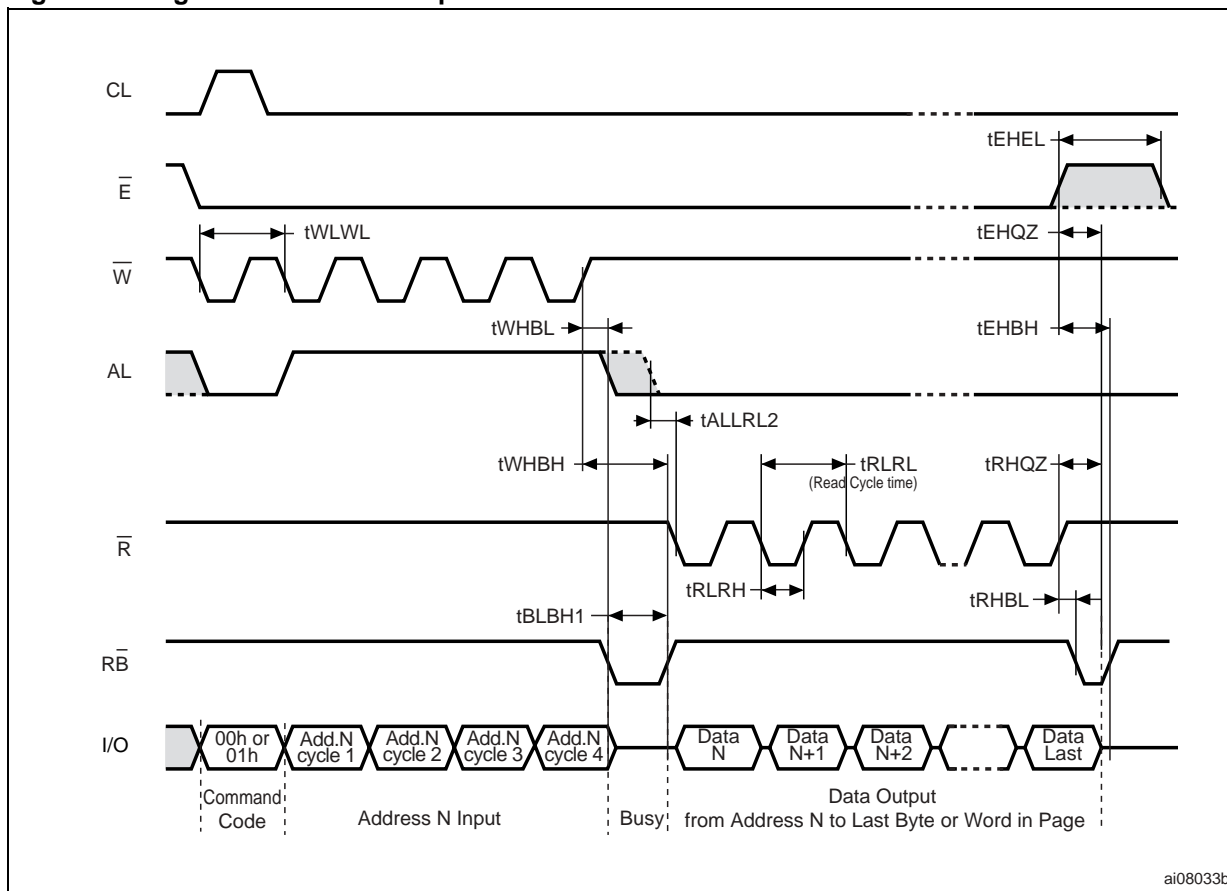 CL
tEHEL
E
tWLWL
tEHQZ
W
tWHBL
tEHBH
AL
tALLRL2
tWHBH
tRLRL
tRHQZ
(Read Cycle time)
R
tRLRH
tRHBL
tBLBH1
RB
I/O
00h or
01h
Add.N
cycle 1
Add.N
cycle 2
Add.N
cycle 3
Add.N
cycle 4
Data
N
Data
N+1
Data
N+2
Data
Last
Command
Code
Address N Input
Busy
Data Output
from Address N to Last Byte or Word in Page
ai08033b